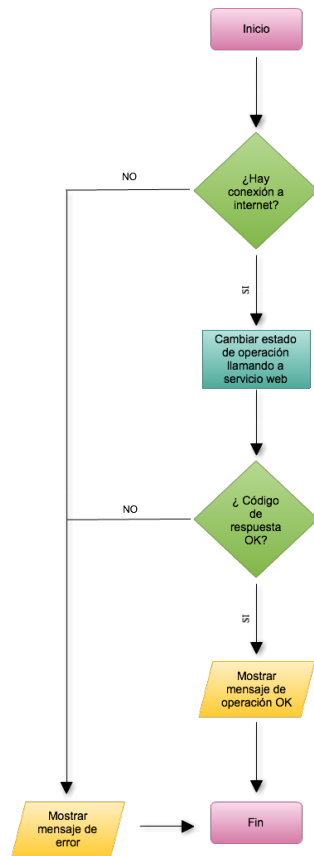 Inicio
NO
¿Hay
conexión a
internet?
SI
Cambiar estado
de operación
llamando a
servicio web
NO
¿ Código
de
respuesta
OK?
SI
Mostrar
mensaje de
operación OK
Mostrar
mensaje de
error
Fin